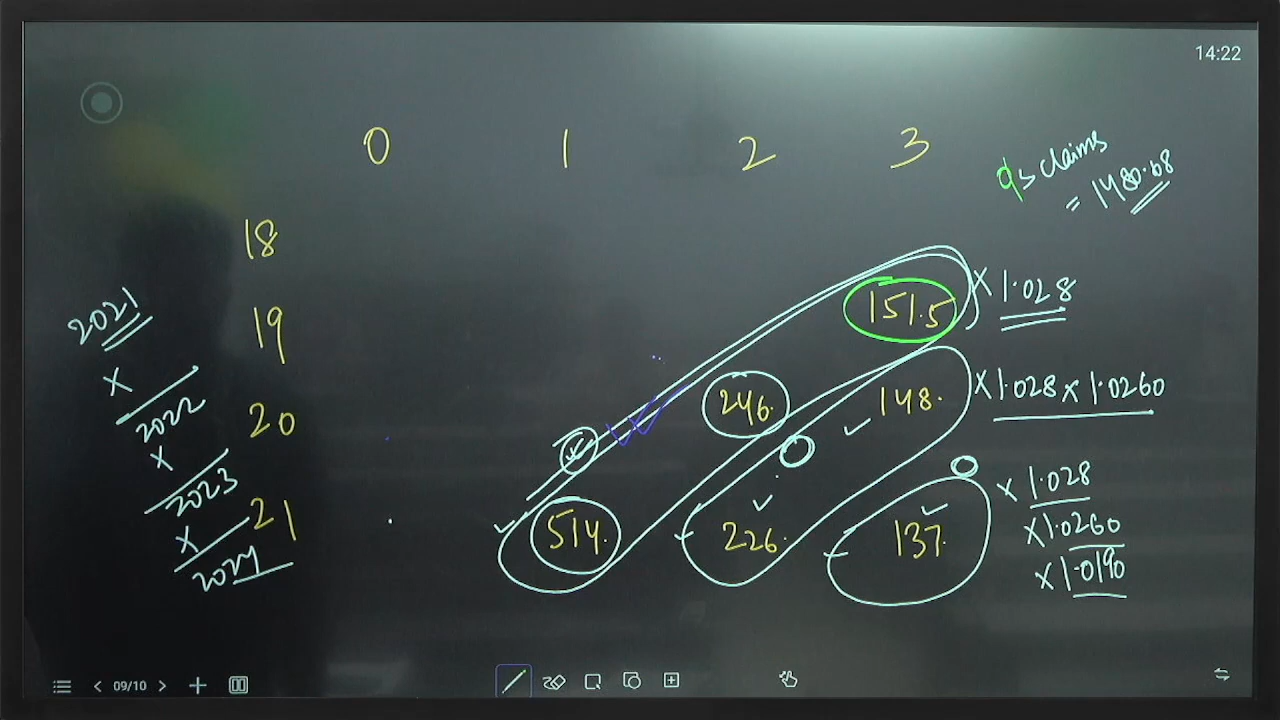 14:22
0 1 2 3
o/s claims
= 1480.08
18
2021
19 151.5 × 1.028
×
2022
20 246. 148. × 1.028 × 1.0260
×
2023
21 514. 226. 137. × 1.028
× × 1.0260
2024 × 1.0190
09/10